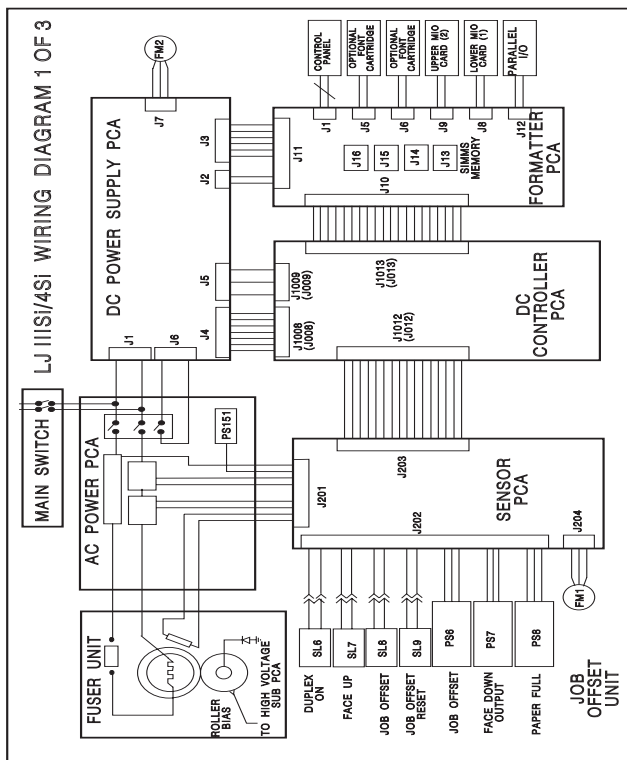 LJ IIISi/4Si WIRING DIAGRAM 1 OF 3
MAIN SWITCH
FUSER UNIT
ROLLER
BIAS
TO HIGH VOLTAGE
SUB PCA
AC POWER PCA
PS151
DC POWER SUPPLY PCA
J1
J6
J4
J5
J2
J3
J7
FM2
J201
J202
J203
J204
SENSOR
PCA
FM1
DUPLEX
ON
SL6
FACE UP
SL7
JOB OFFSET
SL8
JOB OFFSET
RESET
SL9
JOB OFFSET
PS6
FACE DOWN
OUTPUT
PS7
PAPER FULL
PS8
JOB
OFFSET
UNIT
J1008
(J008)
J1009
(J009)
J1012
(J012)
J1013
(J013)
DC
CONTROLLER
PCA
J11
J10
J16
J15
J14
J13
SIMMS
MEMORY
FORMATTER
PCA
J1
J5
J6
J9
J8
J12
CONTROL
PANEL
OPTIONAL
FONT
CARTRIDGE
OPTIONAL
FONT
CARTRIDGE
UPPER MIO
CARD (2)
LOWER MIO
CARD (1)
PARALLEL
I/O